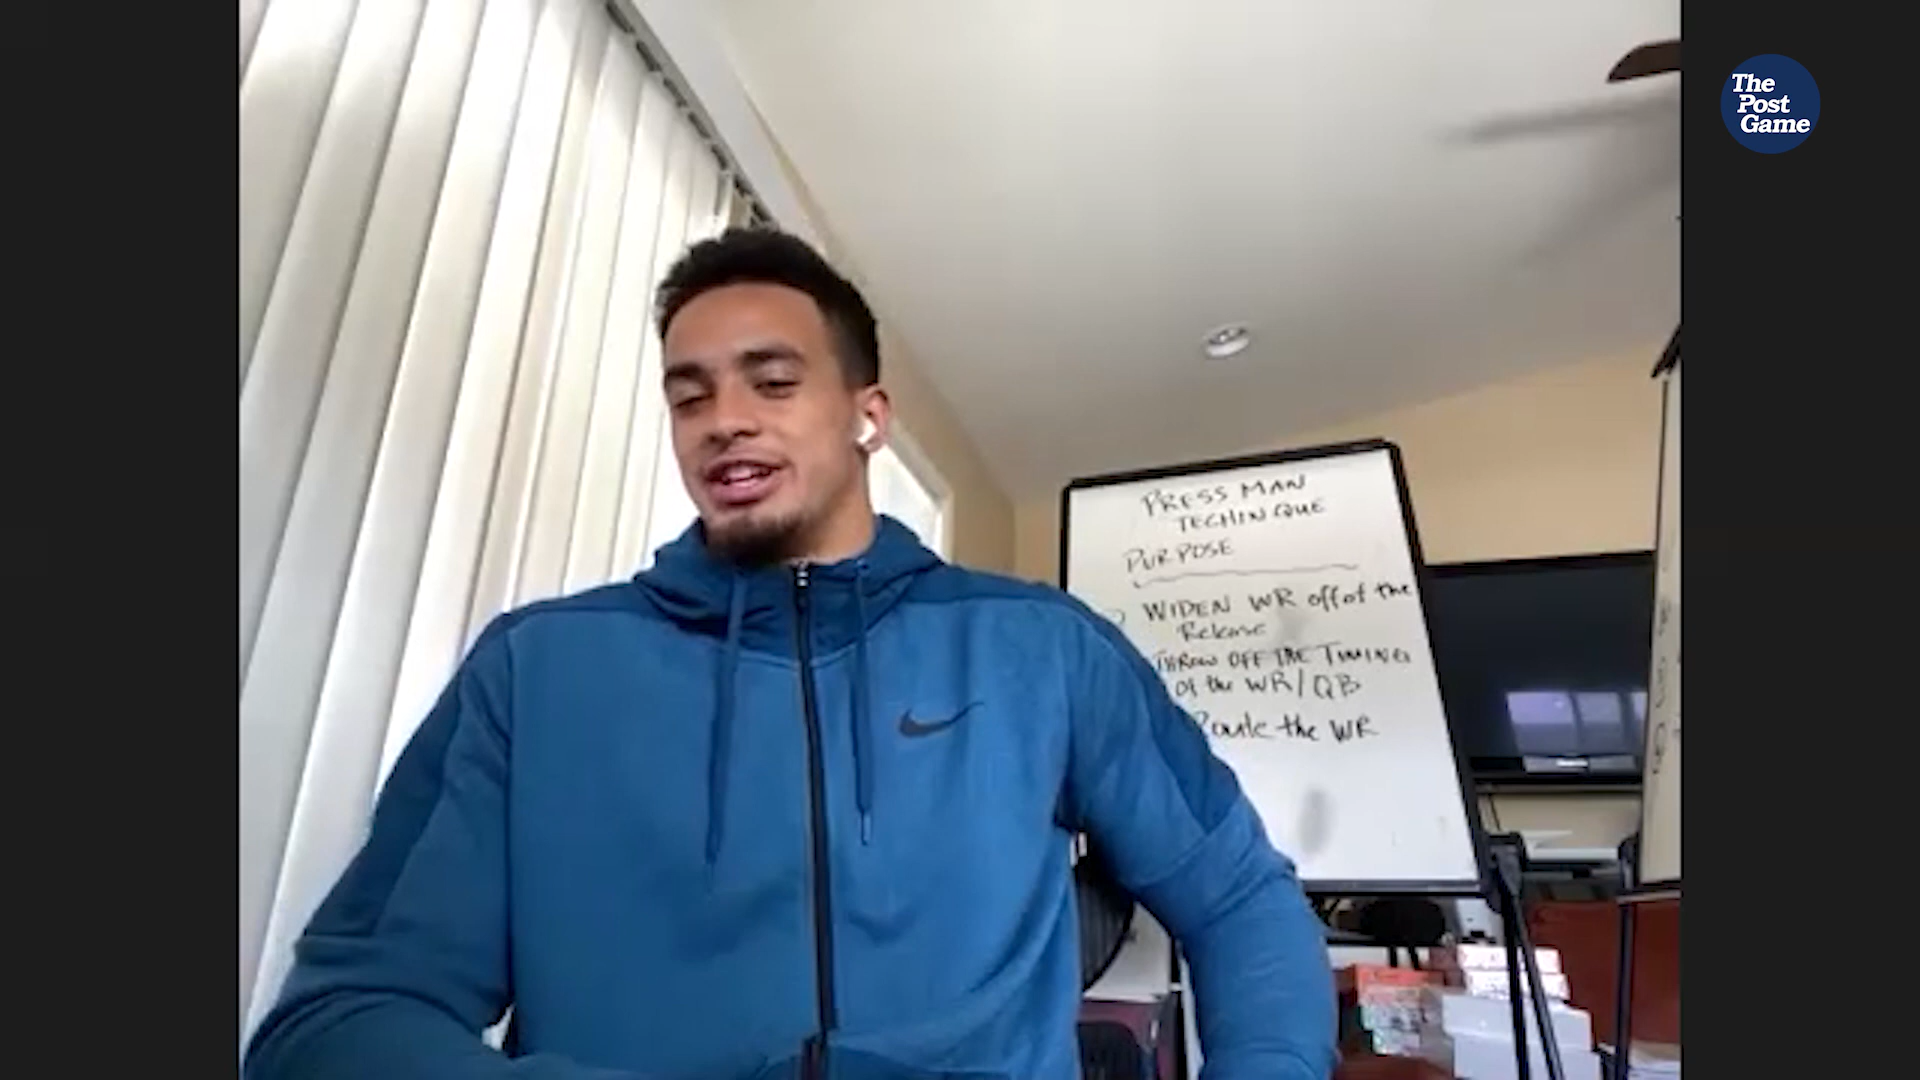 The
Post
Game
PRESS MAN
TECHINQUE
PURPOSE
WIDEN WR off of the
Release
THROW OFF THE TIMING
of the WR/QB
the WR